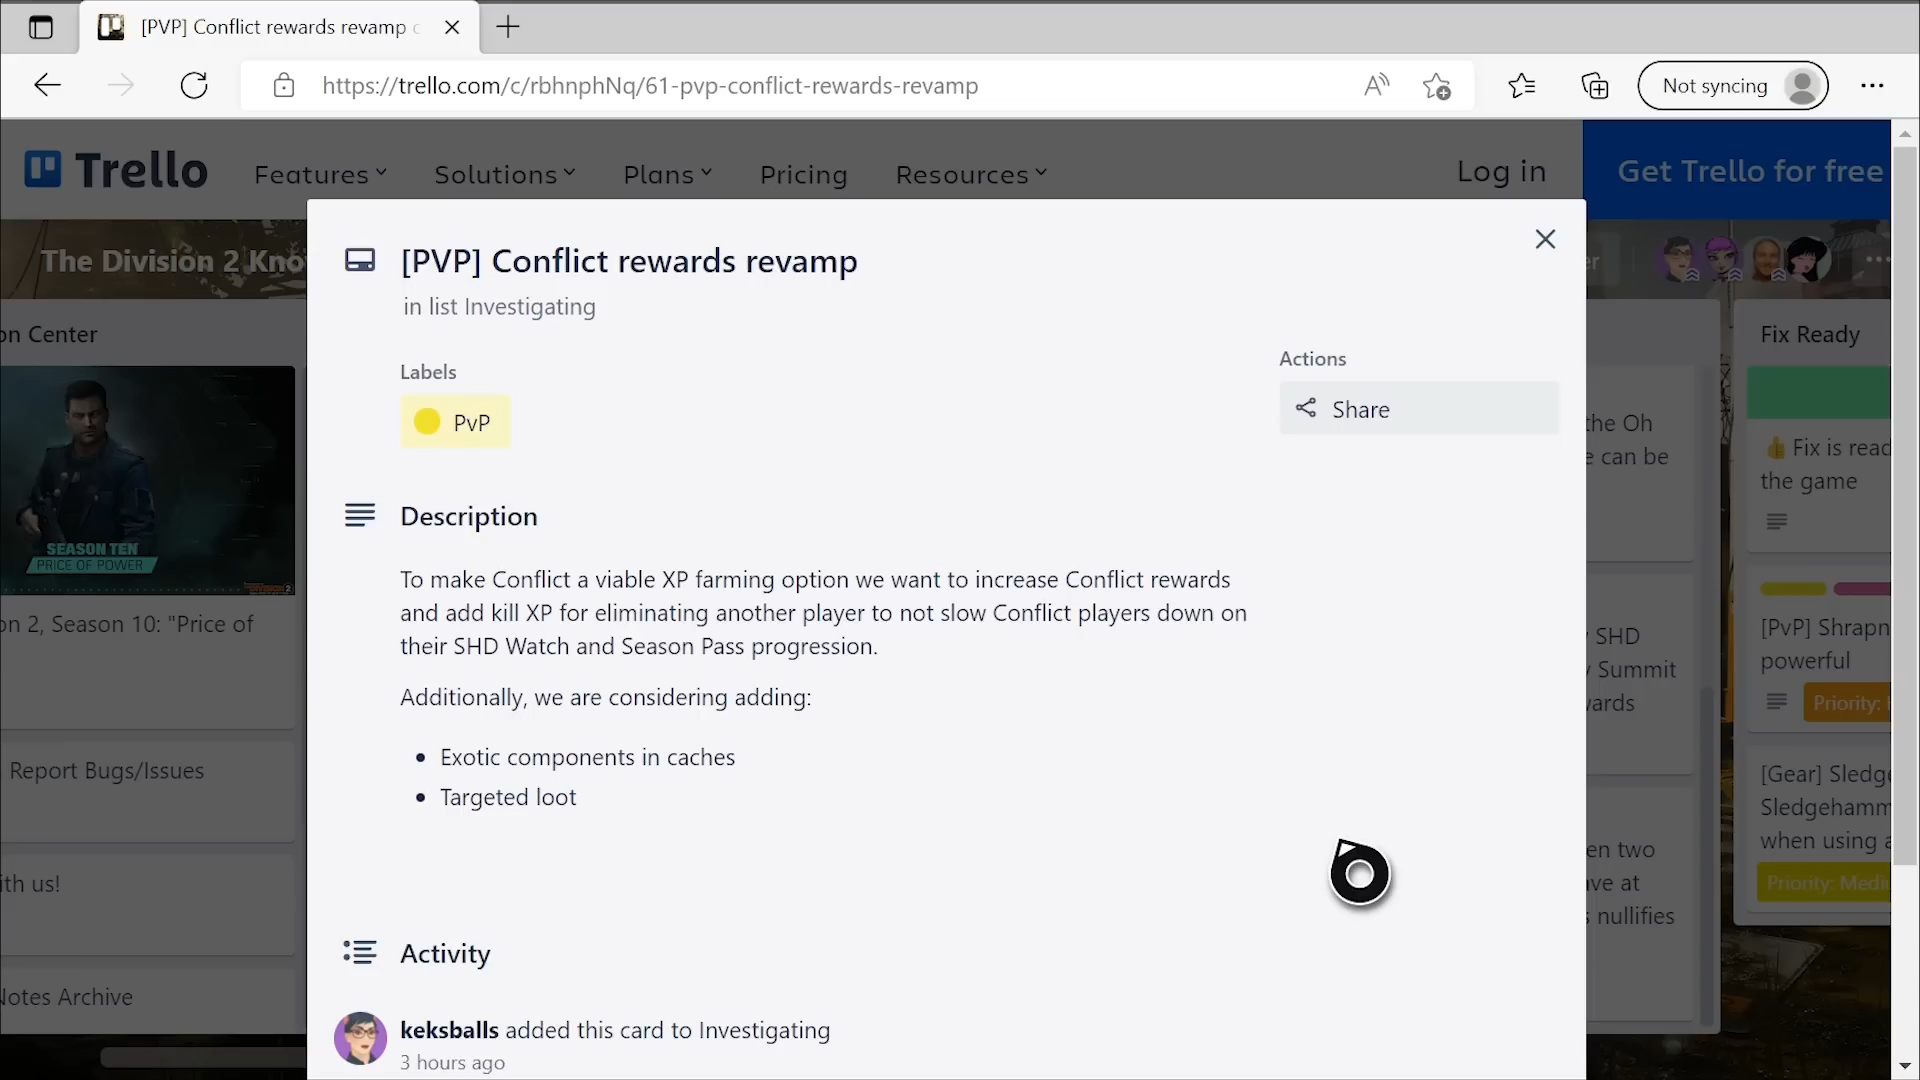 [PVP] Conflict rewards revamp
https://trello.com/c/rbhnphNq/61-pvp-conflict-rewards-revamp
Not syncing
Trello
Features
Solutions
Plans
Pricing
Resources
Log in
Get Trello for free
The Division 2
[PVP] Conflict rewards revamp
in list Investigating
Labels
PvP
Actions
Share
Description
To make Conflict a viable XP farming option we want to increase Conflict rewards
and add kill XP for eliminating another player to not slow Conflict players down on
their SHD Watch and Season Pass progression.
Additionally, we are considering adding:
Exotic components in caches
Targeted loot
Activity
keksballs added this card to Investigating
3 hours ago
on Center
SEASON TEN
PRICE OF POWER
on 2, Season 10: "Price of
Report Bugs/Issues
ith us!
Notes Archive
the Oh
e can be
SHD
Summit
ards
en two
ave at
s nullifies
Fix Ready
👍 Fix is read
the game
[PvP] Shrapn
powerful
Priority:
[Gear] Sledge
Sledgehamm
when using a
Priority: Medi